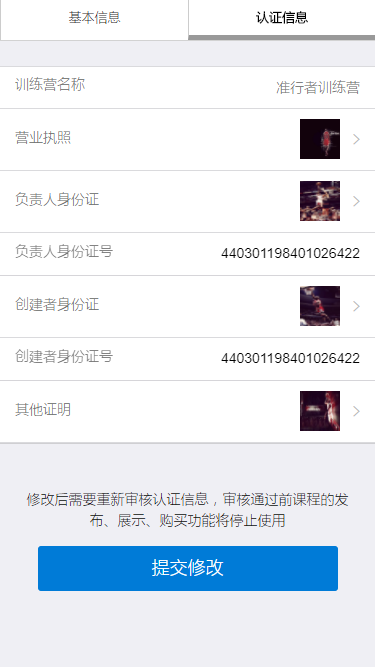 基本信息
认证信息
训练营名称
准行者训练营
营业执照
负责人身份证
负责人身份证号
440301198401026422
创建者身份证
创建者身份证号
440301198401026422
其他证明
修改后需要重新审核认证信息，审核通过前课程的发
布、展示、购买功能将停止使用
提交修改